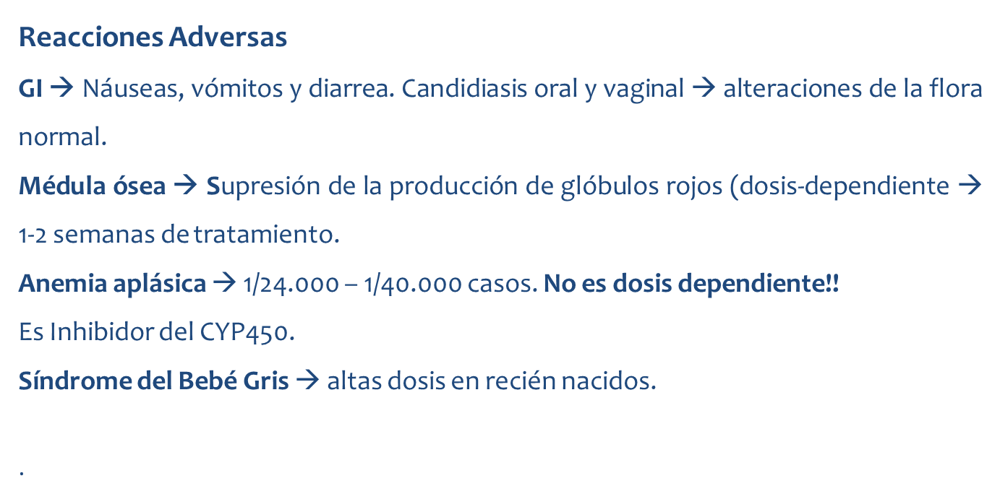 Reacciones Adversas
GI → Náuseas, vómitos y diarrea. Candidiasis oral y vaginal → alteraciones de la flora
normal.
Médula ósea → Supresión de la producción de glóbulos rojos (dosis-dependiente →
1-2 semanas de tratamiento.
Anemia aplásica → 1/24.000 – 1/40.000 casos. No es dosis dependiente!!
Es Inhibidor del CYP450.
Síndrome del Bebé Gris → altas dosis en recién nacidos.
.